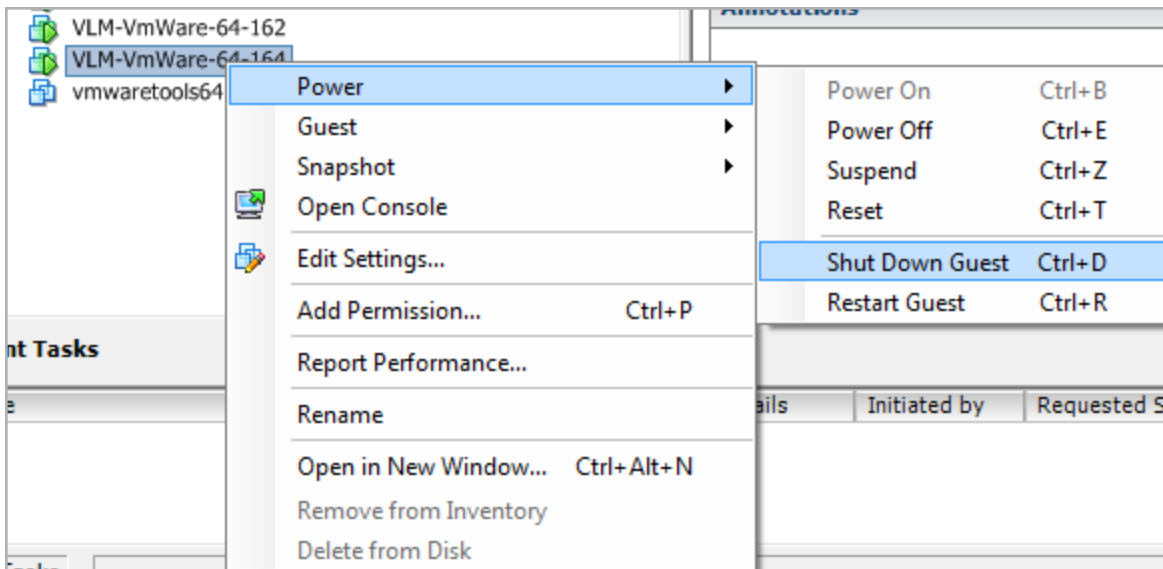 Annotations
VLM-VmWare-64-162
VLM-VmWare-64-164
vmwaretools64
Power
Guest
Snapshot
Open Console
Edit Settings...
Add Permission... Ctrl+P
Report Performance...
Rename
Open in New Window... Ctrl+Alt+N
Remove from Inventory
Delete from Disk
Power On Ctrl+B
Power Off Ctrl+E
Suspend Ctrl+Z
Reset Ctrl+T
Shut Down Guest Ctrl+D
Restart Guest Ctrl+R
nt Tasks
ails Initiated by Requested S